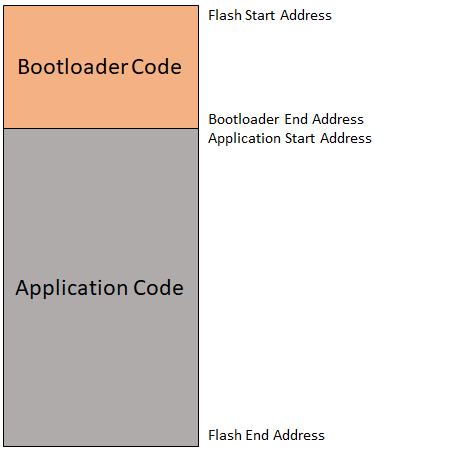 Flash Start Address
Bootloader Code
Bootloader End Address
Application Start Address
Application Code
Flash End Address